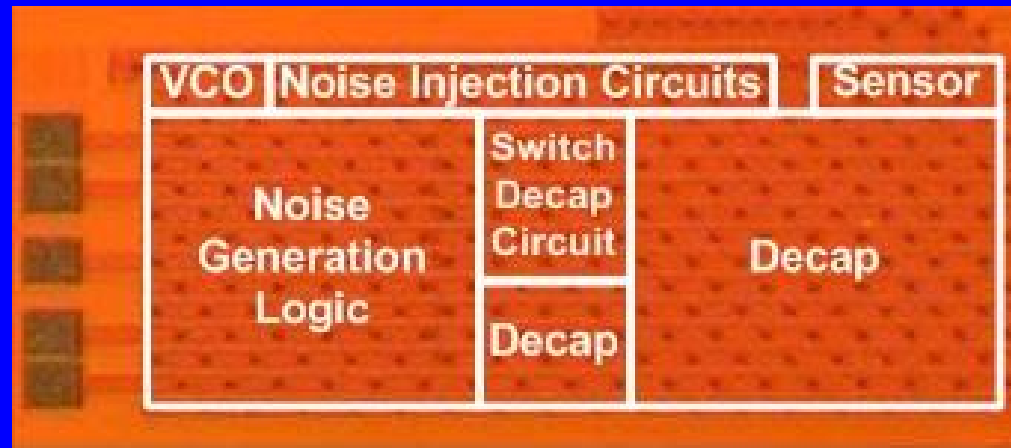 VCO
Noise Injection Circuits
Sensor
Noise
Generation
Logic
Switch
Decap
Circuit
Decap
Decap